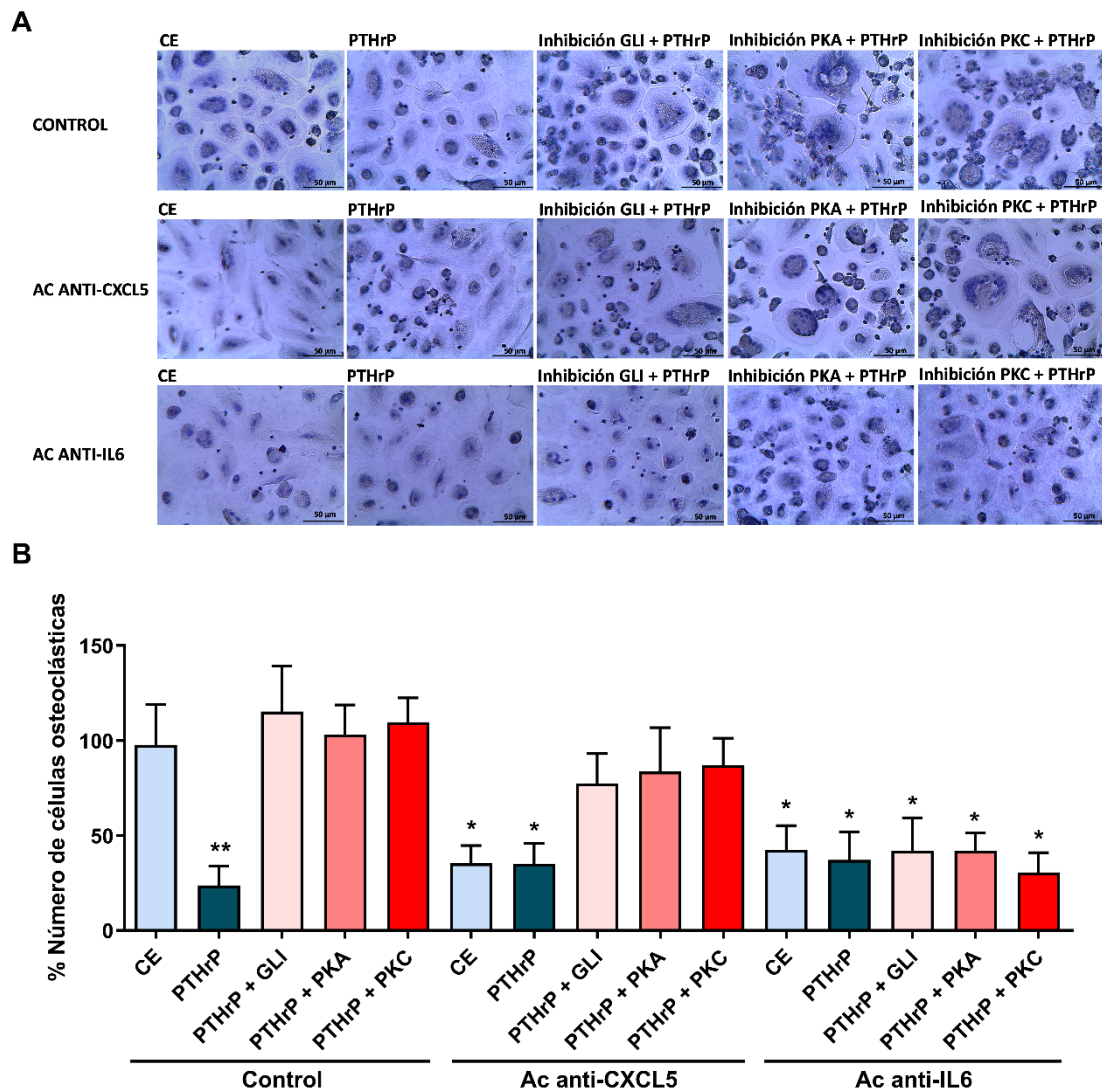 A
CE PTHrP Inhibición GLI + PTHrP Inhibición PKA + PTHrP Inhibición PKC + PTHrP
CONTROL
50 µm 50 µm 50 µm 50 µm 50 µm
CE PTHrP Inhibición GLI + PTHrP Inhibición PKA + PTHrP Inhibición PKC + PTHrP
AC ANTI-CXCL5
50 µm 50 µm 50 µm 50 µm 50 µm
CE PTHrP Inhibición GLI + PTHrP Inhibición PKA + PTHrP Inhibición PKC + PTHrP
AC ANTI-IL6
50 µm 50 µm 50 µm 50 µm 50 µm
B
% Número de células osteoclásticas
150
100
50
0
** * * * * * * *
CE PTHrP PTHrP + GLI PTHrP + PKA PTHrP + PKC CE PTHrP PTHrP + GLI PTHrP + PKA PTHrP + PKC CE PTHrP PTHrP + GLI PTHrP + PKA PTHrP + PKC
Control Ac anti-CXCL5 Ac anti-IL6